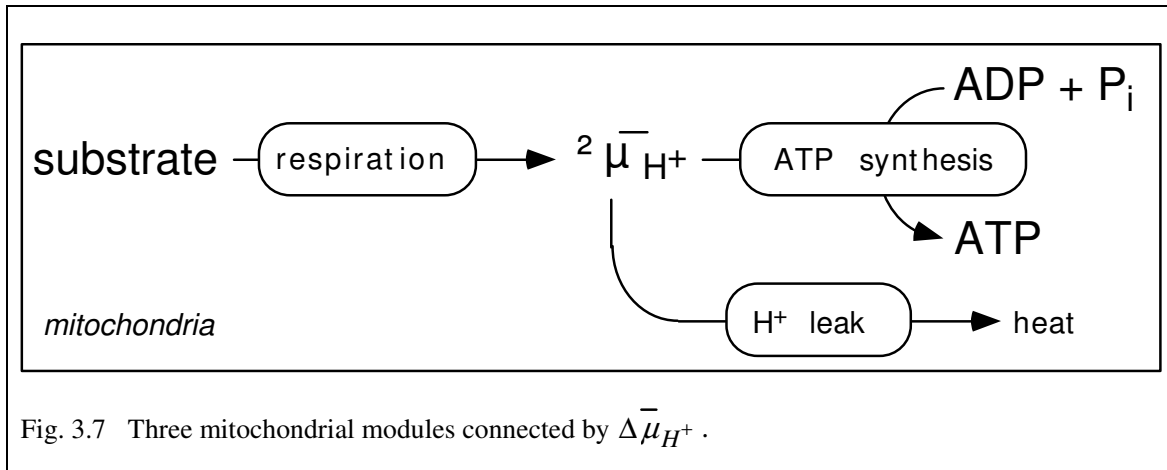 ADP + Pi
substrate respiration ² μ̄H+ ATP synthesis
ATP
mitochondria H+ leak heat
Fig. 3.7 Three mitochondrial modules connected by Δμ̄H+ .